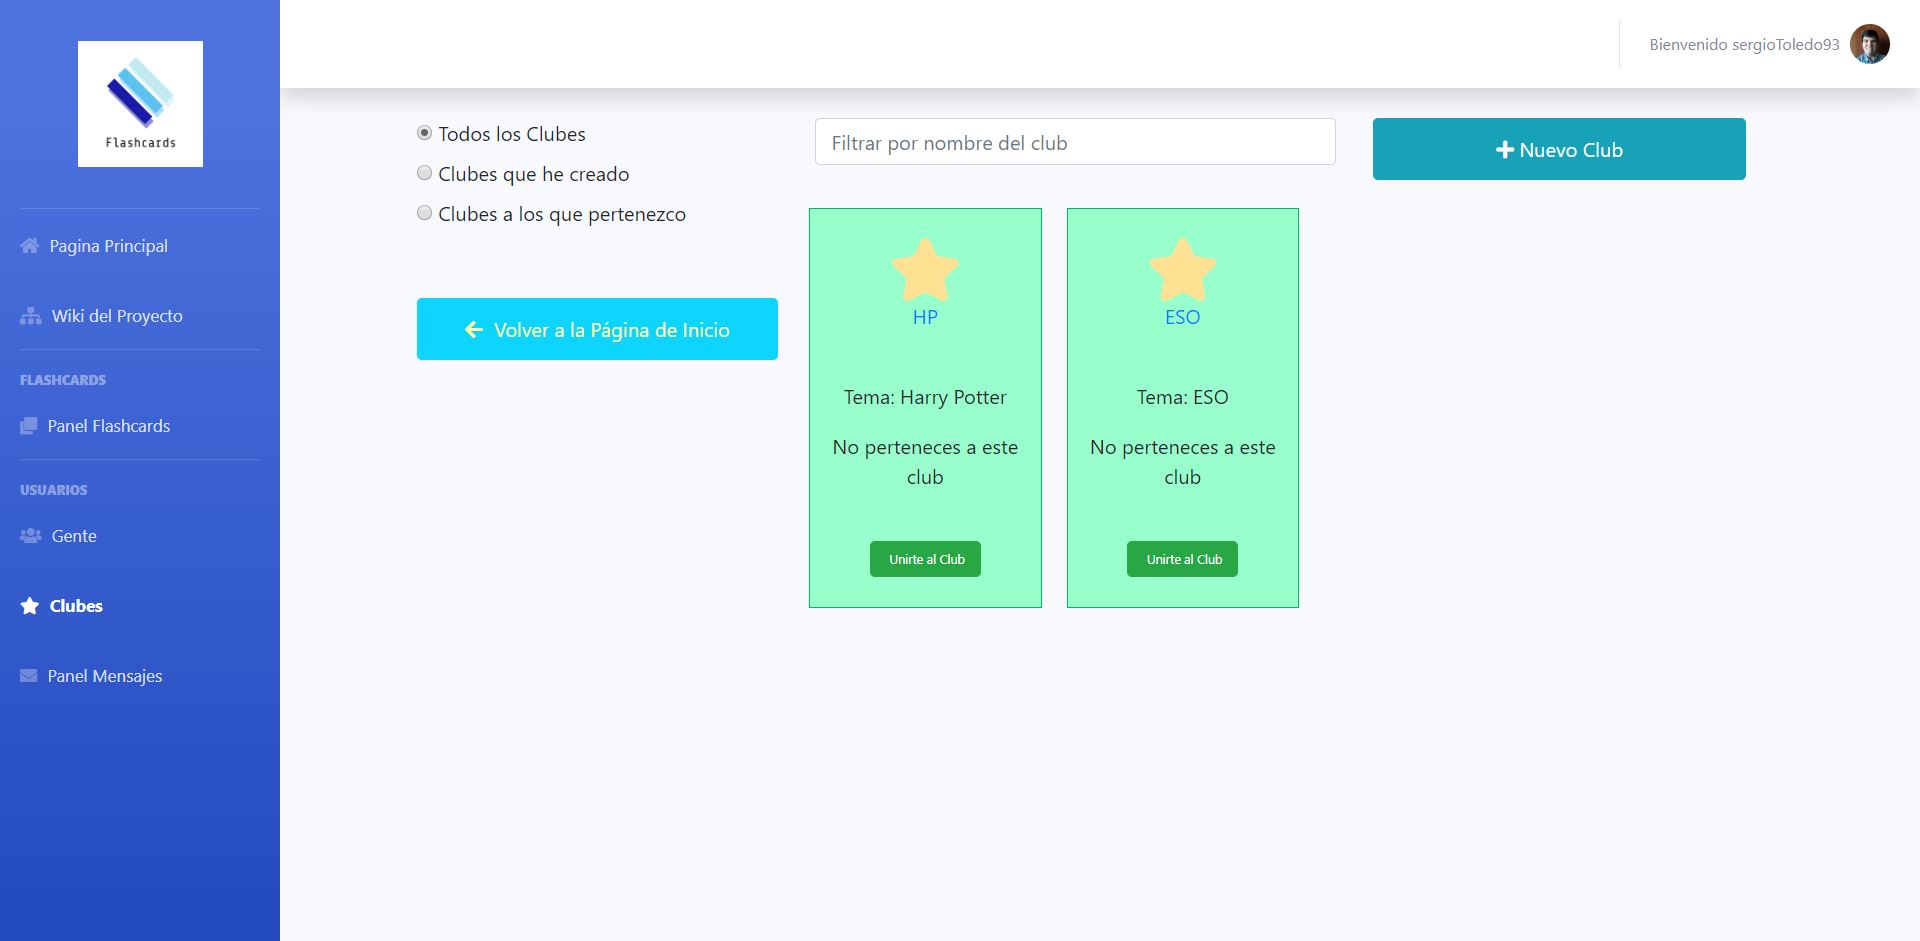 Flashcards
Pagina Principal
Wiki del Proyecto
FLASHCARDS
Panel Flashcards
USUARIOS
Gente
Clubes
Panel Mensajes
Bienvenido sergioToledo93
Todos los Clubes
Clubes que he creado
Clubes a los que pertenezco
Volver a la Página de Inicio
Filtrar por nombre del club
Nuevo Club
HP
Tema: Harry Potter
No perteneces a este
club
Unirte al Club
ESO
Tema: ESO
No perteneces a este
club
Unirte al Club